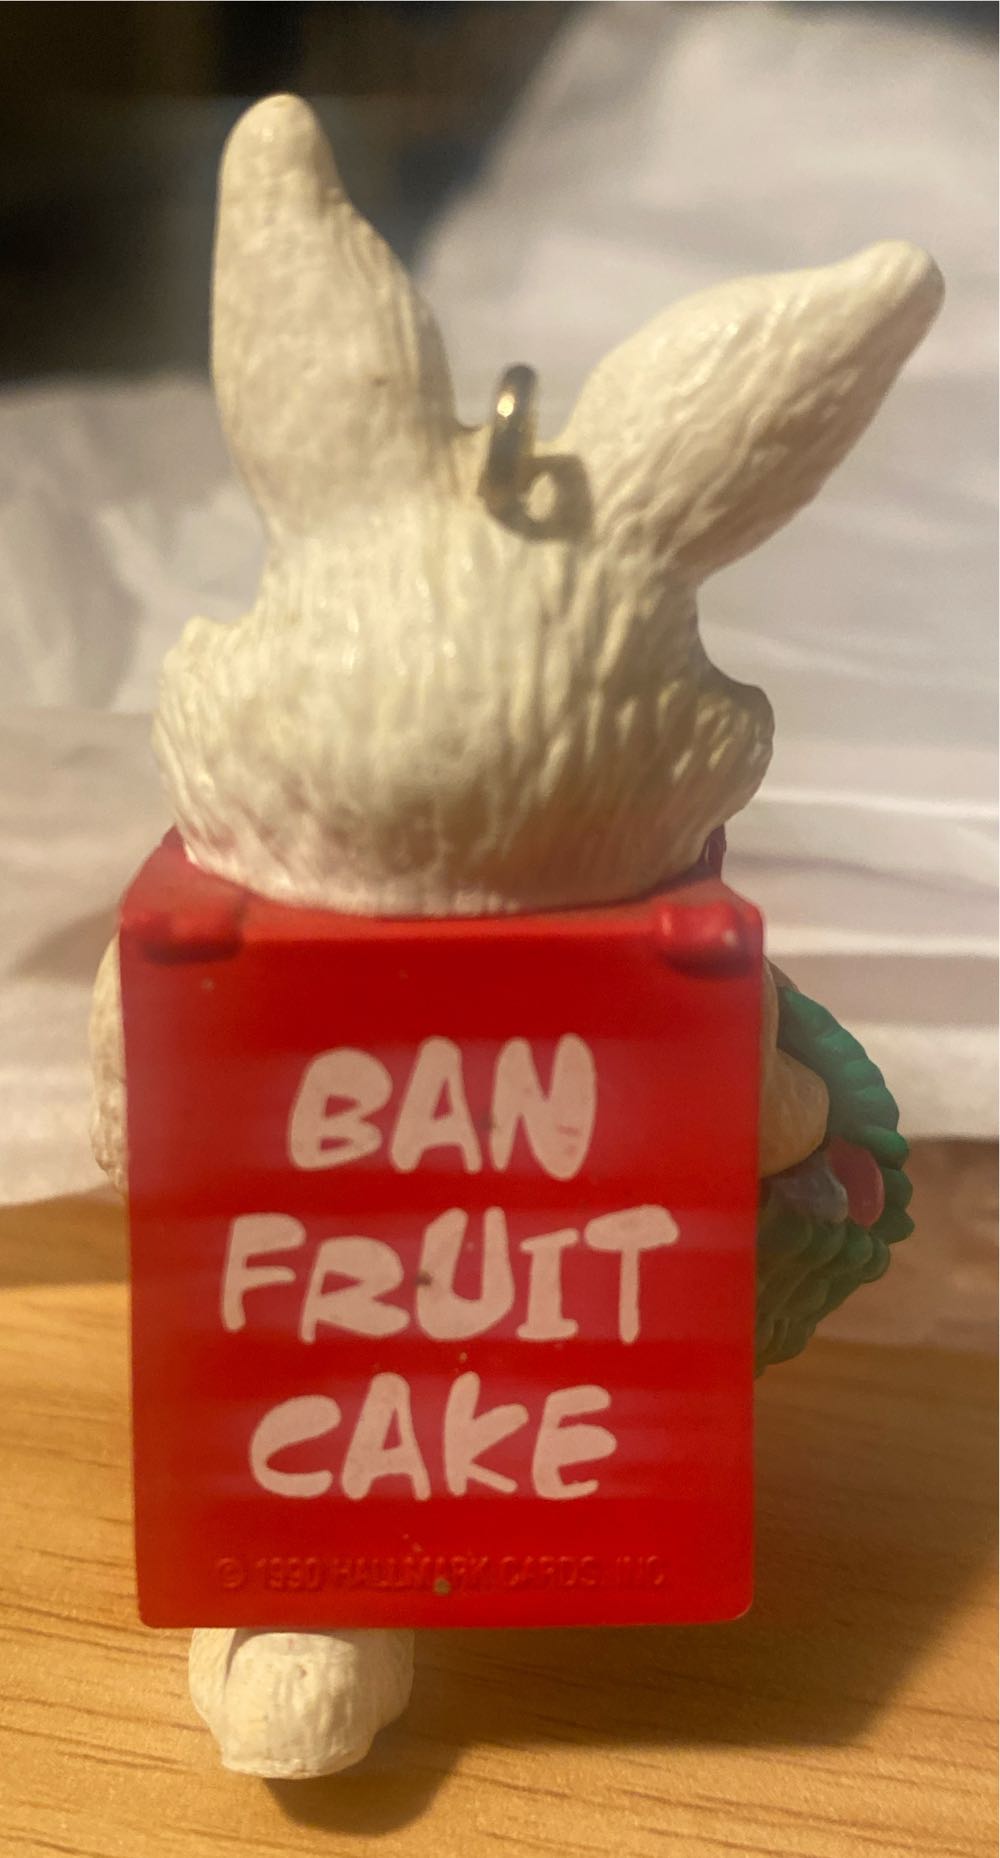 BAN
FRUIT
CAKE
© 1990 HALLMARK CARDS, INC.